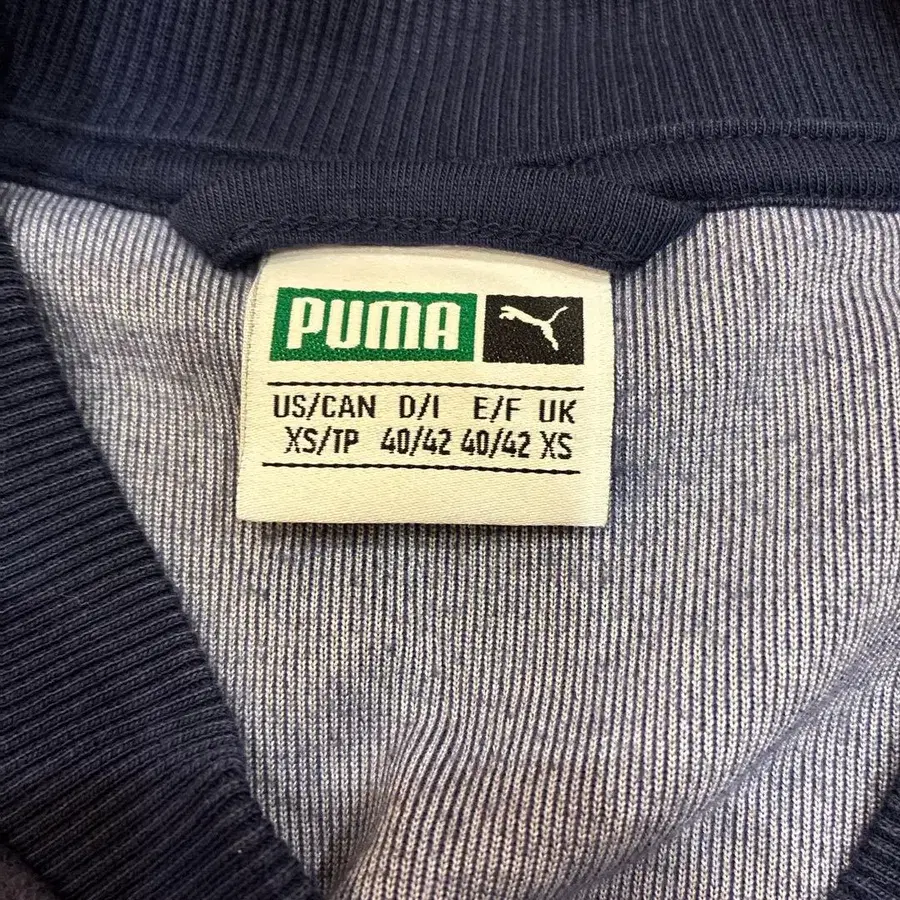 PUMA
US/CAN D/I E/F UK
XS/TP 40/42 40/42 XS